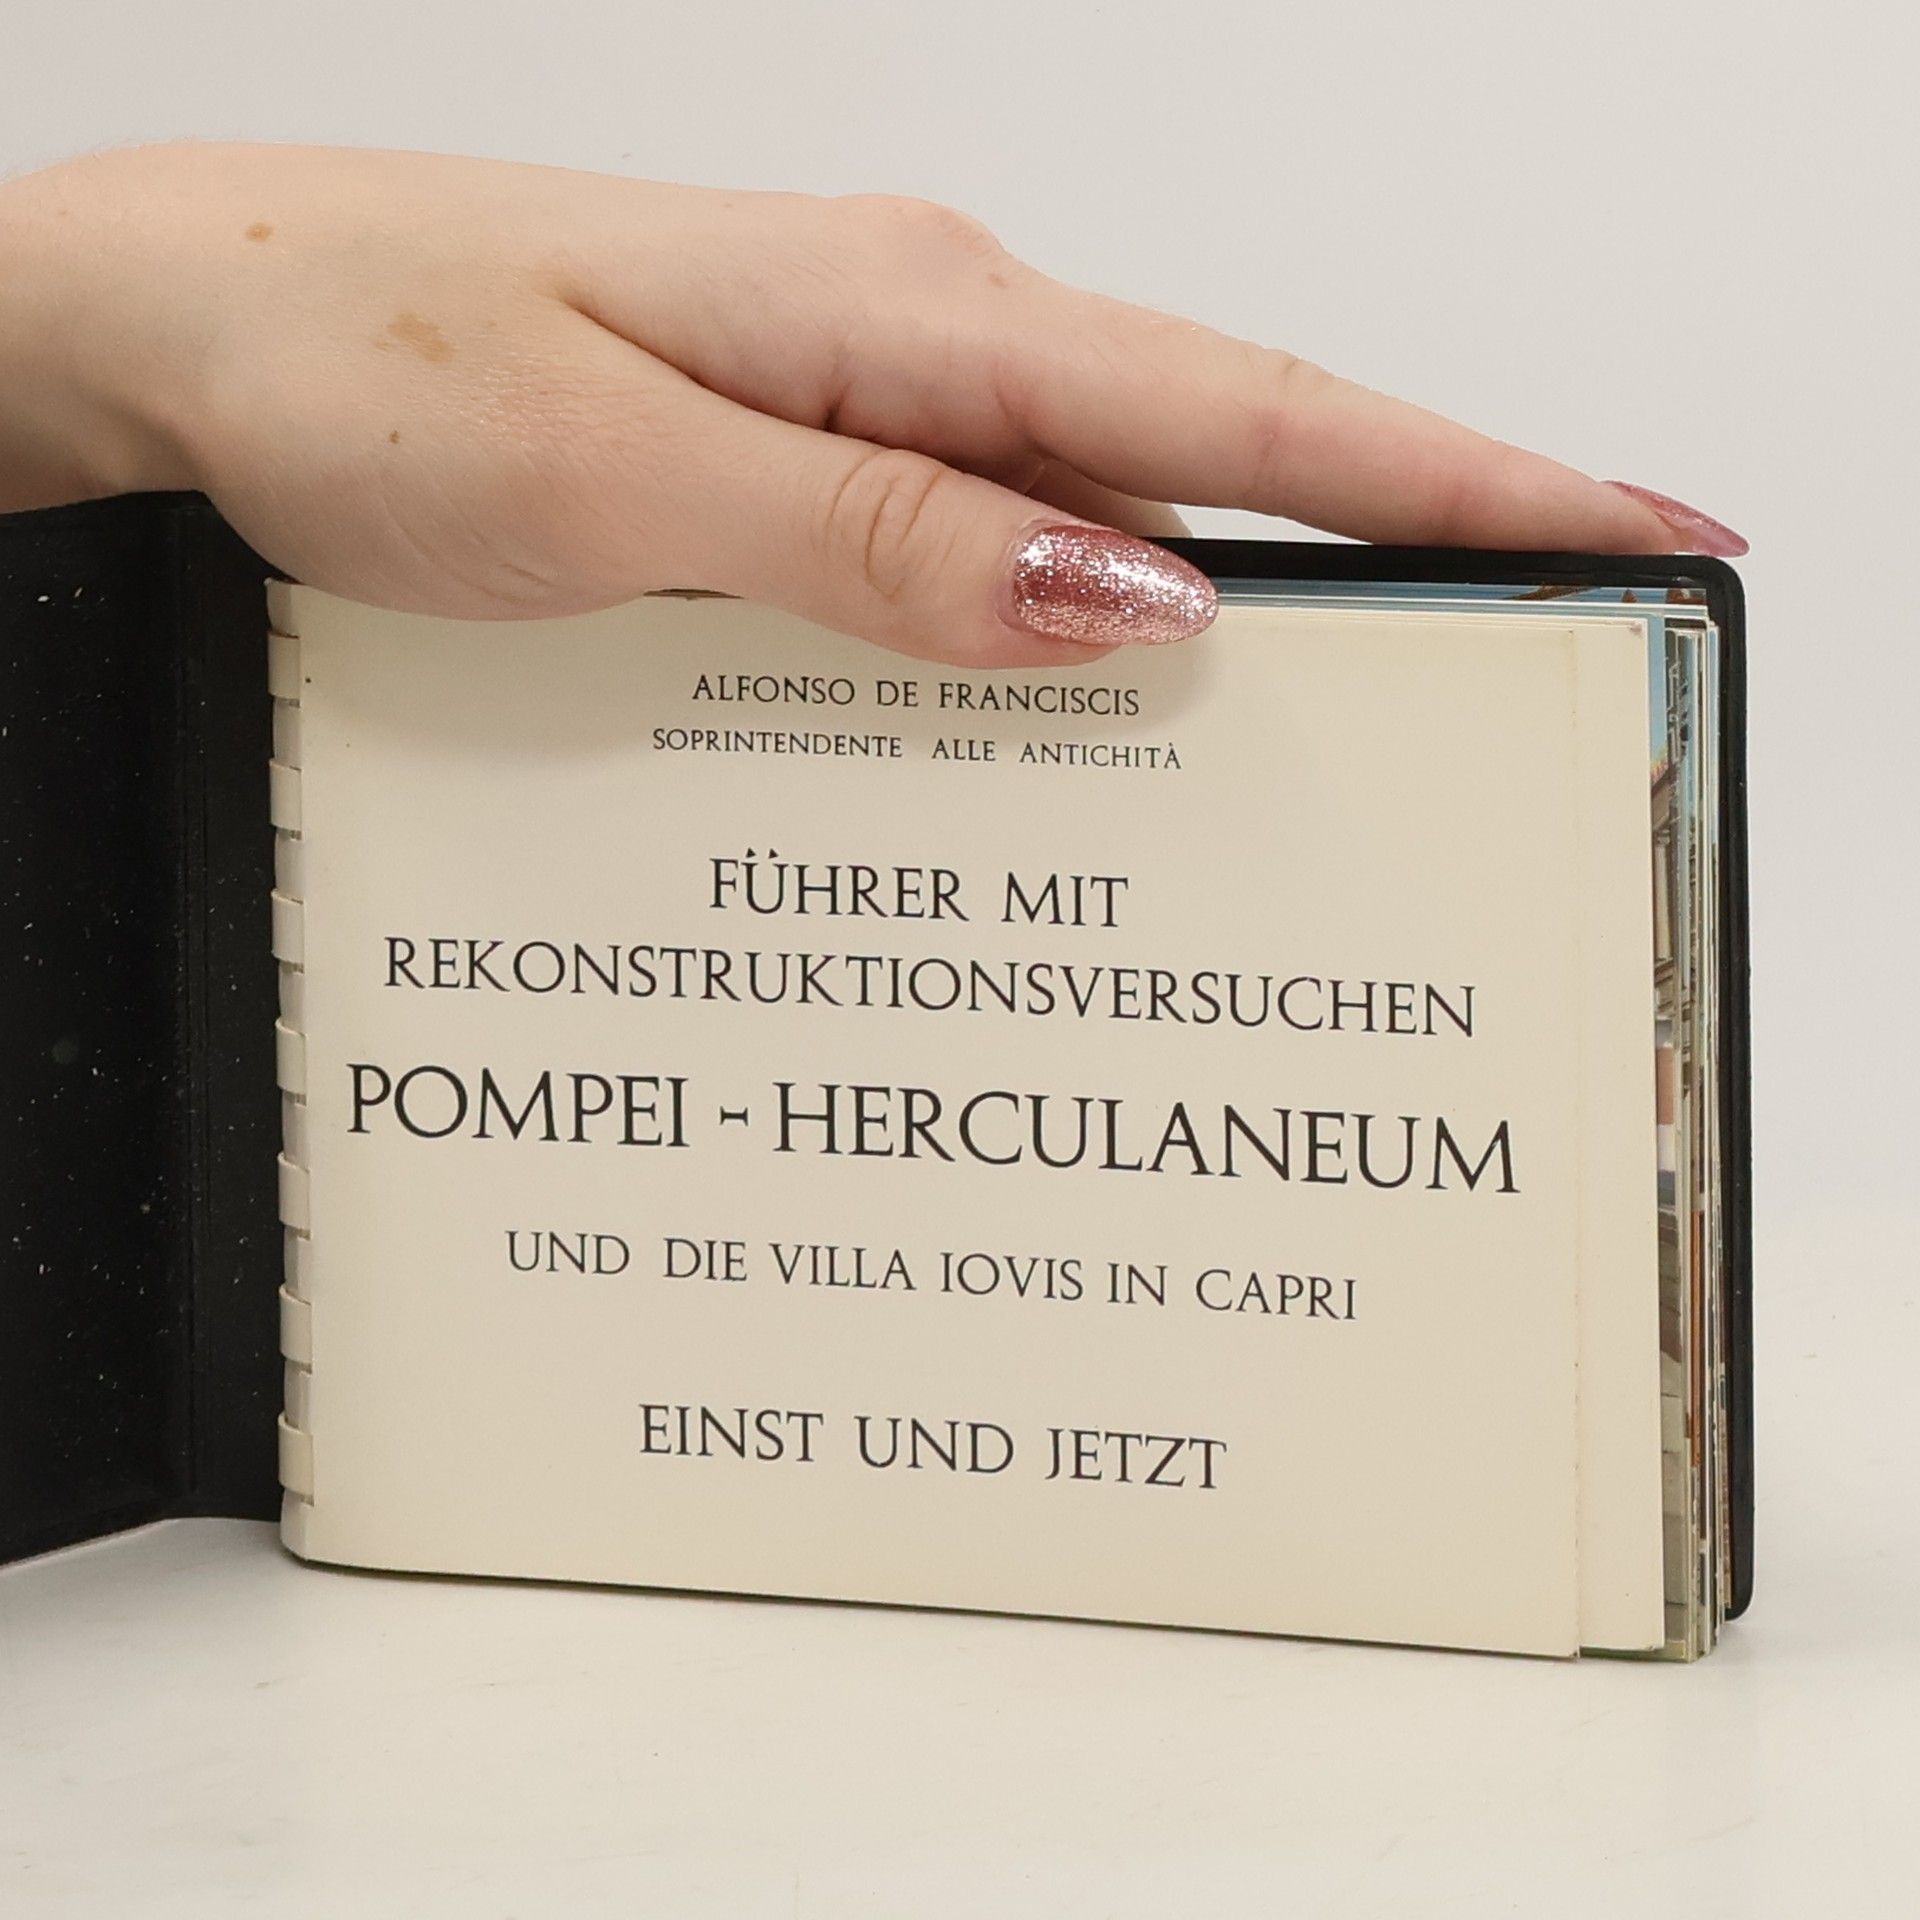 ALFONSO DE FRANCISCIS
SOPRINTENDENTE ALLE ANTICHITÀ
FÜHRER MIT
REKONSTRUKTIONSVERSUCHEN
POMPEI - HERCULANEUM
UND DIE VILLA IOVIS IN CAPRI
EINST UND JETZT